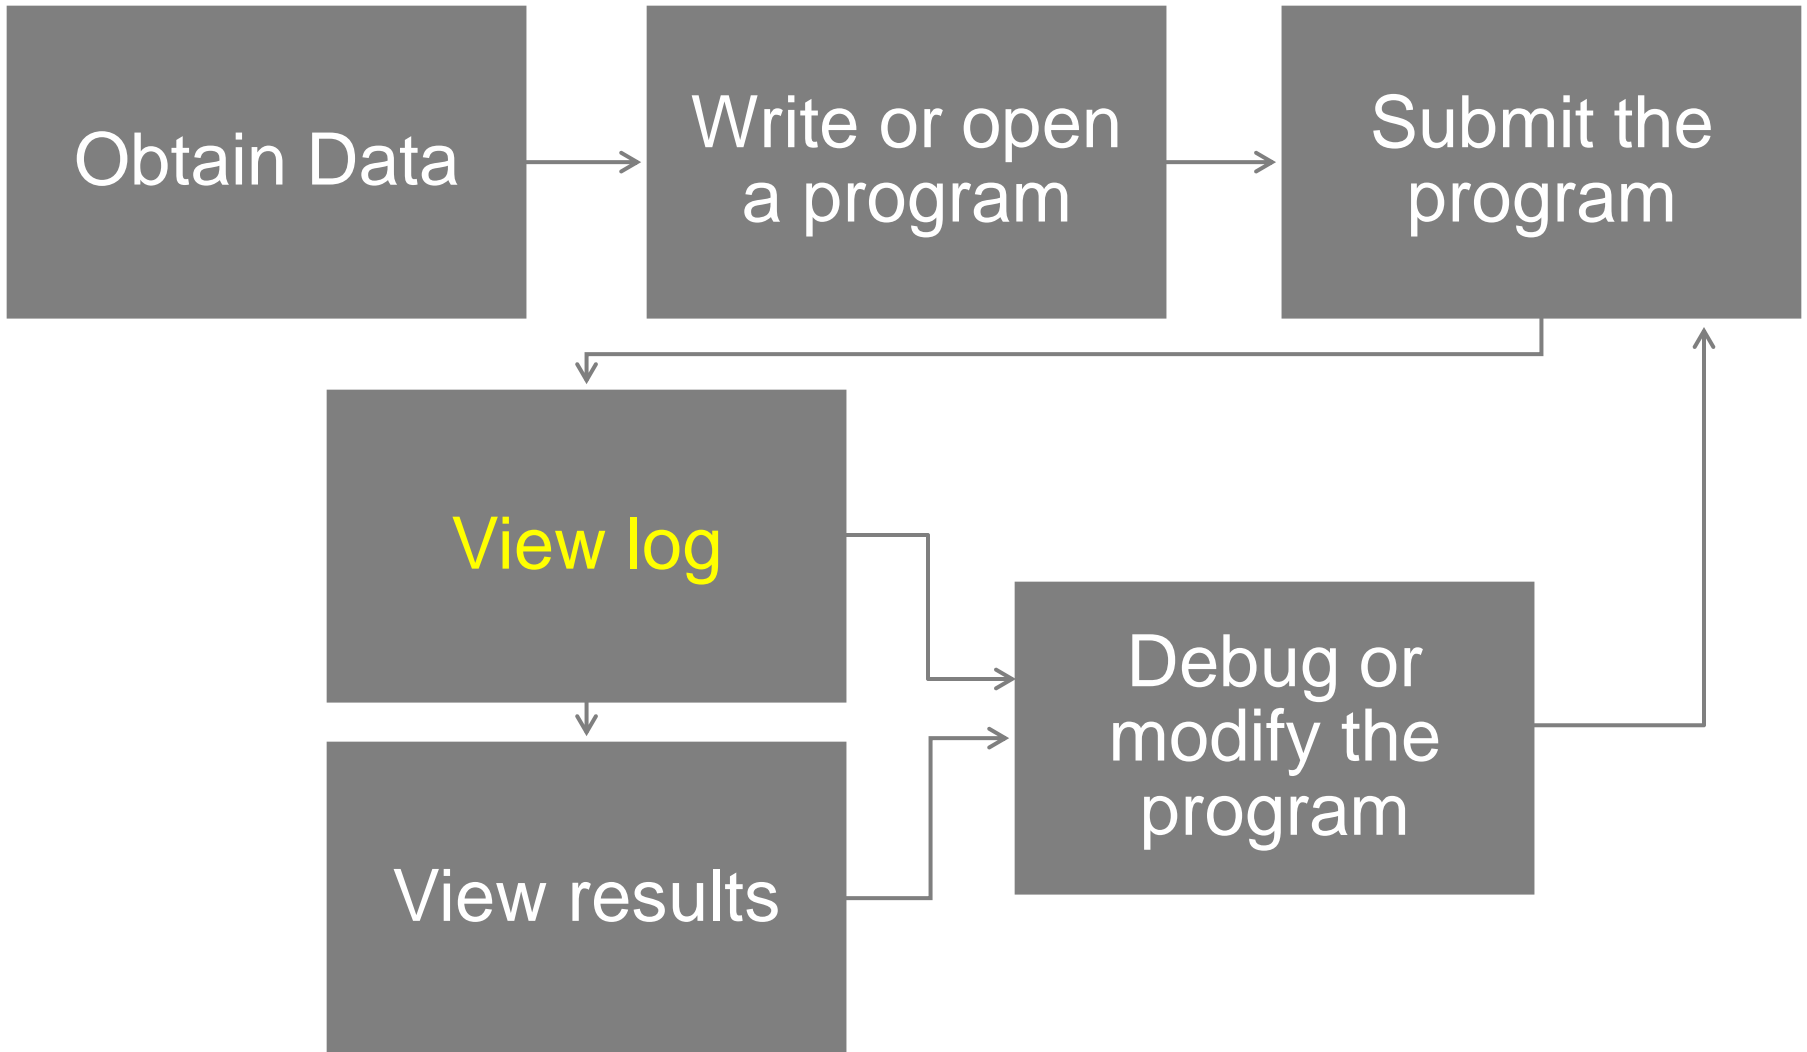 Obtain Data
Write or open
a program
Submit the
program
View log
Debug or
modify the
program
View results